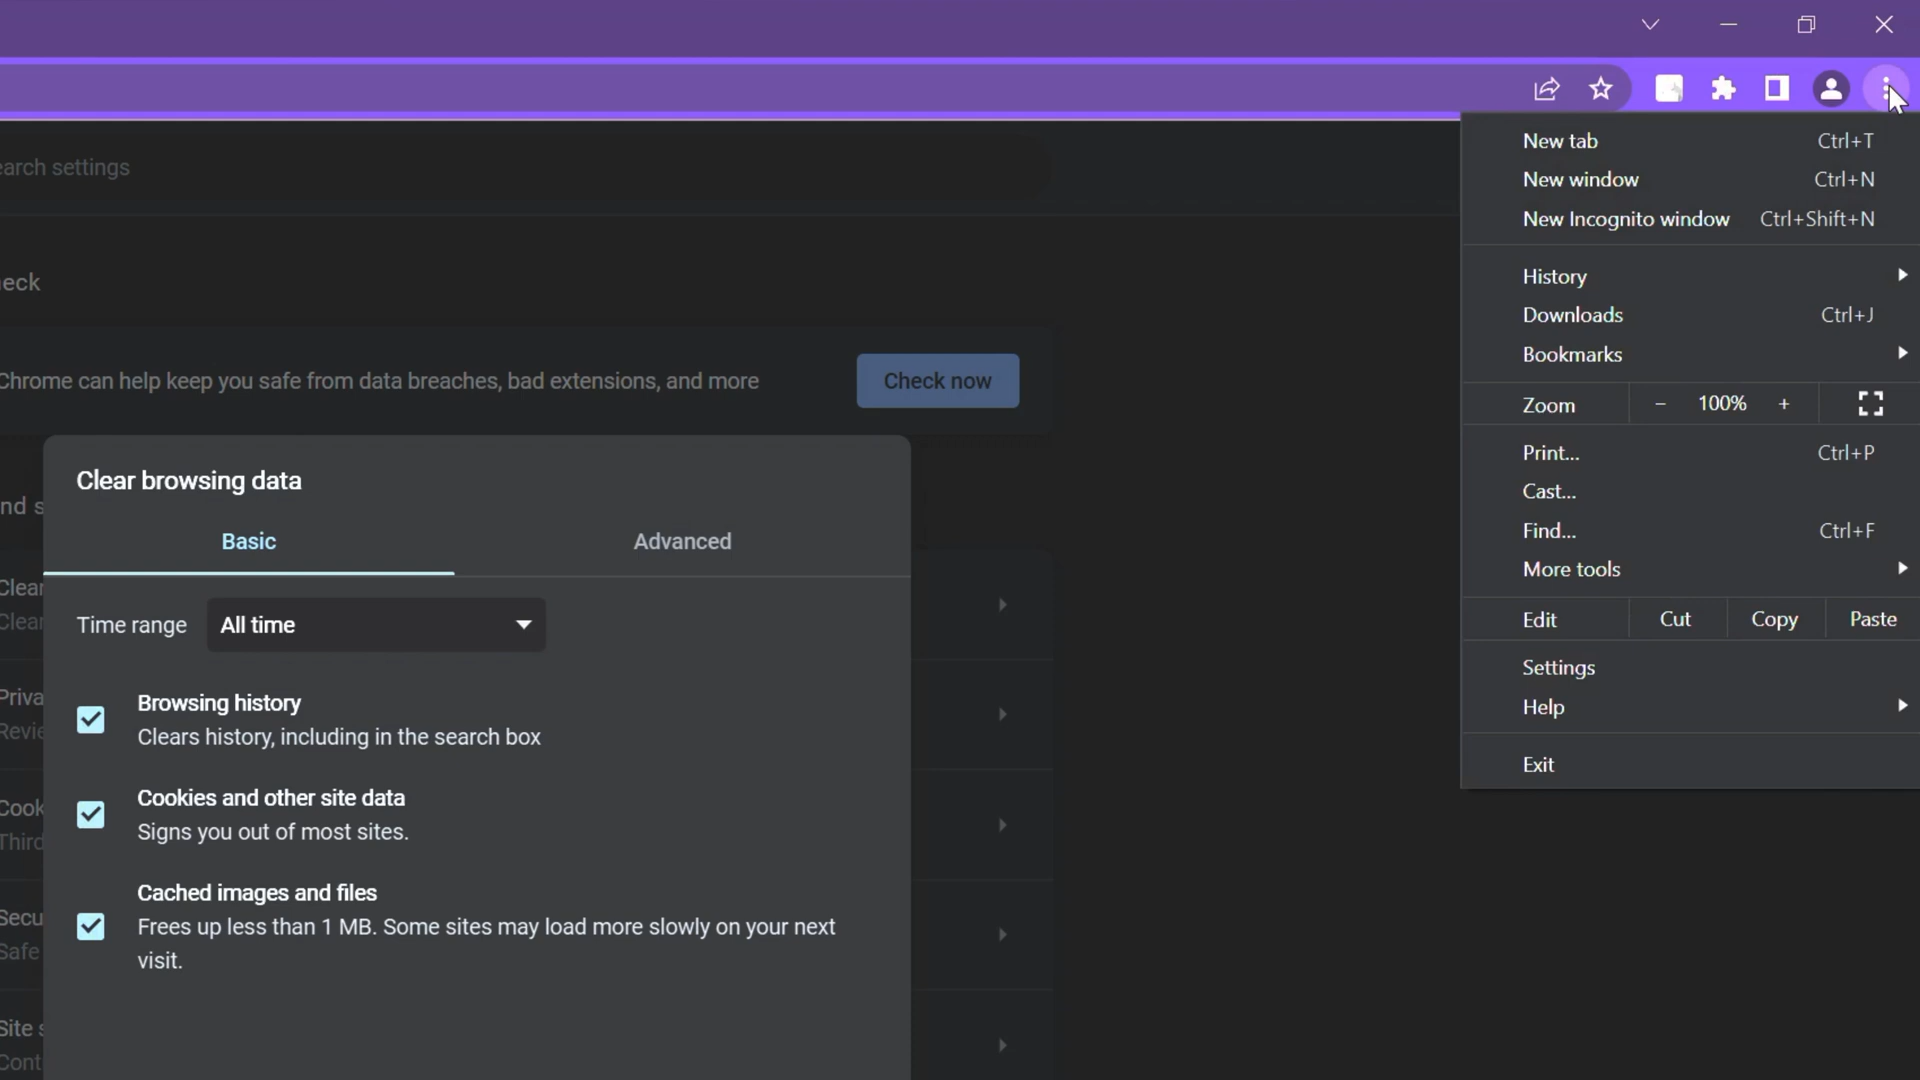 earch settings
eck
Chrome can help keep you safe from data breaches, bad extensions, and more
Check now
nd s
Clear
Clear
Priva
Revie
Cook
Third
Secu
Safe
Site s
Cont
Clear browsing data
Basic
Advanced
Time range
All time
Browsing history
Clears history, including in the search box
Cookies and other site data
Signs you out of most sites.
Cached images and files
Frees up less than 1 MB. Some sites may load more slowly on your next
visit.
New tab Ctrl+T
New window Ctrl+N
New Incognito window Ctrl+Shift+N
History
Downloads Ctrl+J
Bookmarks
Zoom - 100% +
Print... Ctrl+P
Cast...
Find... Ctrl+F
More tools
Edit Cut Copy Paste
Settings
Help
Exit